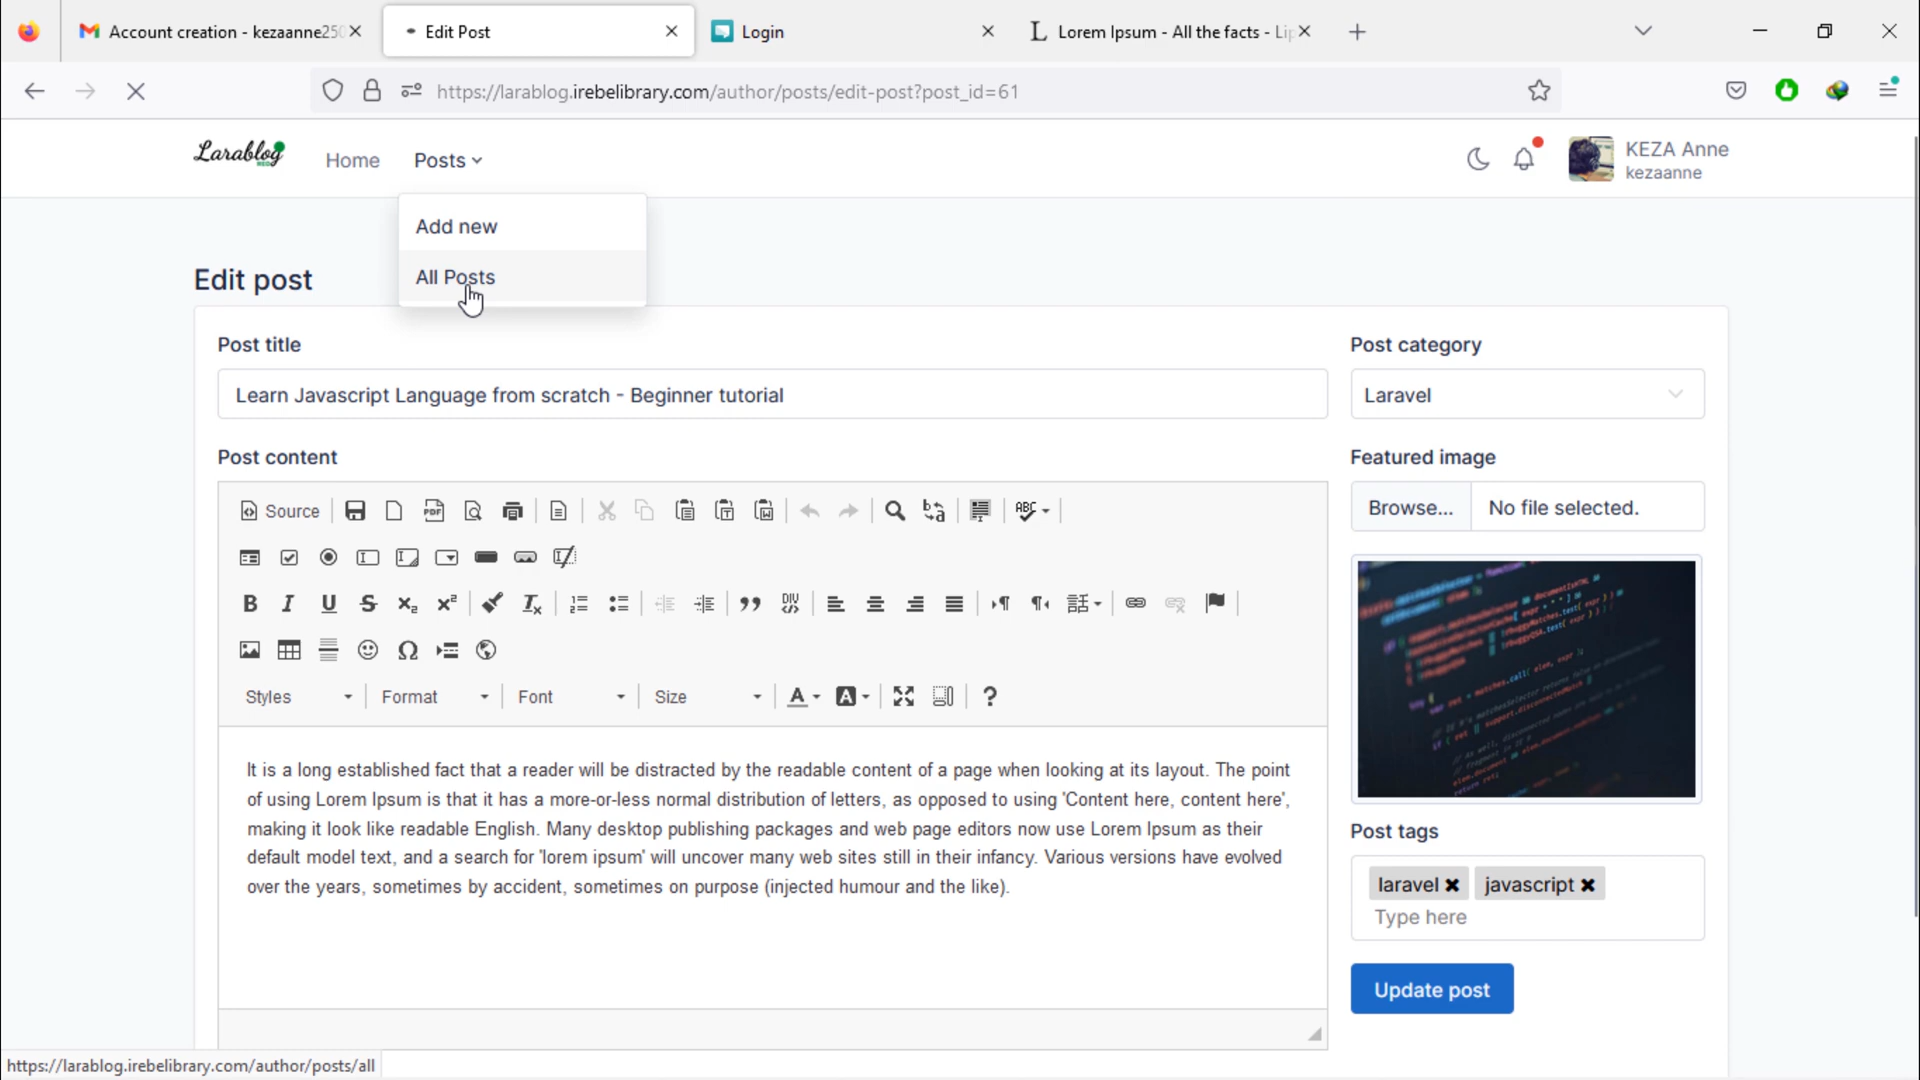 Account creation - kezaanne250
Edit Post
Login
Lorem Ipsum - All the facts - Lip
https://larablog.irebelibrary.com/author/posts/edit-post?post_id=61
Larablog
Home
Posts
KEZA Anne
kezaanne
Add new
All Posts
Edit post
Post title
Learn Javascript Language from scratch - Beginner tutorial
Post category
Laravel
Post content
Source
Styles
Format
Font
Size
It is a long established fact that a reader will be distracted by the readable content of a page when looking at its layout. The point
of using Lorem Ipsum is that it has a more-or-less normal distribution of letters, as opposed to using 'Content here, content here',
making it look like readable English. Many desktop publishing packages and web page editors now use Lorem Ipsum as their
default model text, and a search for 'lorem ipsum' will uncover many web sites still in their infancy. Various versions have evolved
over the years, sometimes by accident, sometimes on purpose (injected humour and the like).
Featured image
Browse... No file selected.
Post tags
laravel javascript
Type here
Update post
https://larablog.irebelibrary.com/author/posts/all